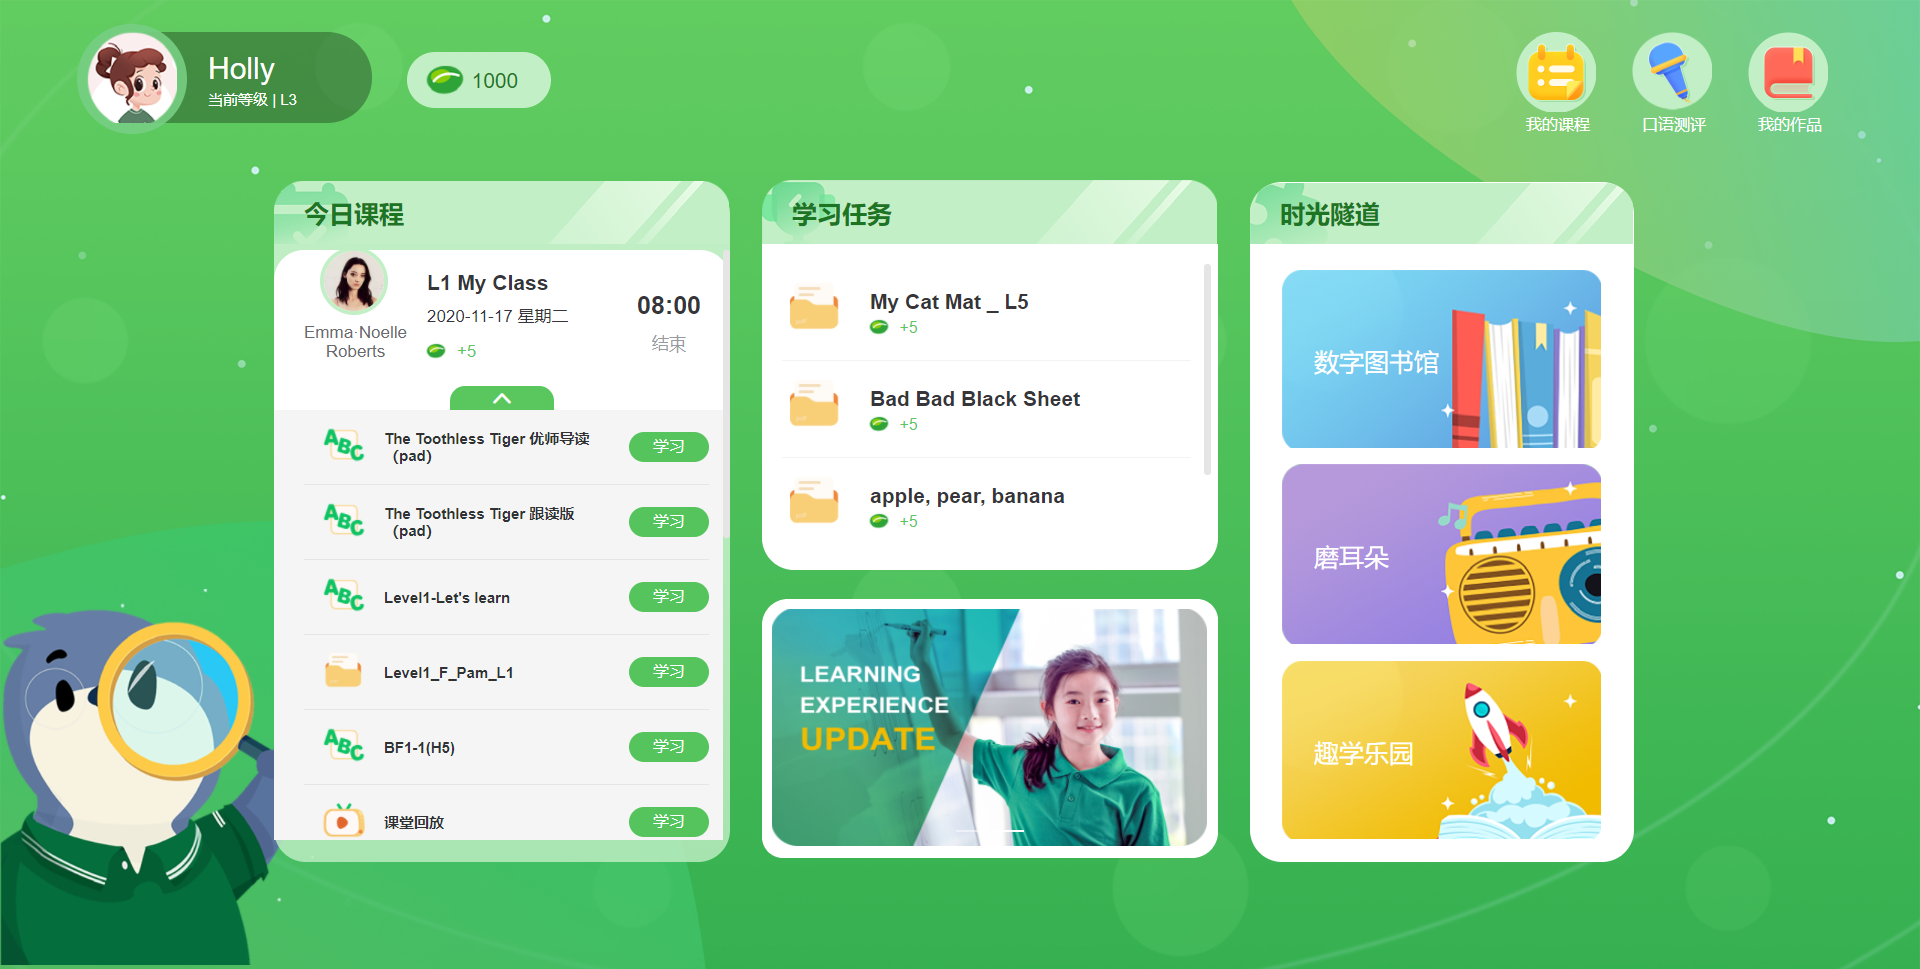 Holly
当前等级 | L3
1000
我的课程
口语测评
我的作品
今日课程
Emma·Noelle
Roberts
L1 My Class
2020-11-17 星期二
+5
08:00
结束
The Toothless Tiger 优师导读
（pad）
学习
The Toothless Tiger 跟读版
（pad）
学习
Level1-Let's learn
学习
Level1_F_Pam_L1
学习
BF1-1(H5)
学习
课堂回放
学习
学习任务
My Cat Mat _ L5
+5
Bad Bad Black Sheet
+5
apple, pear, banana
+5
LEARNING
EXPERIENCE
UPDATE
时光隧道
数字图书馆
磨耳朵
趣学乐园